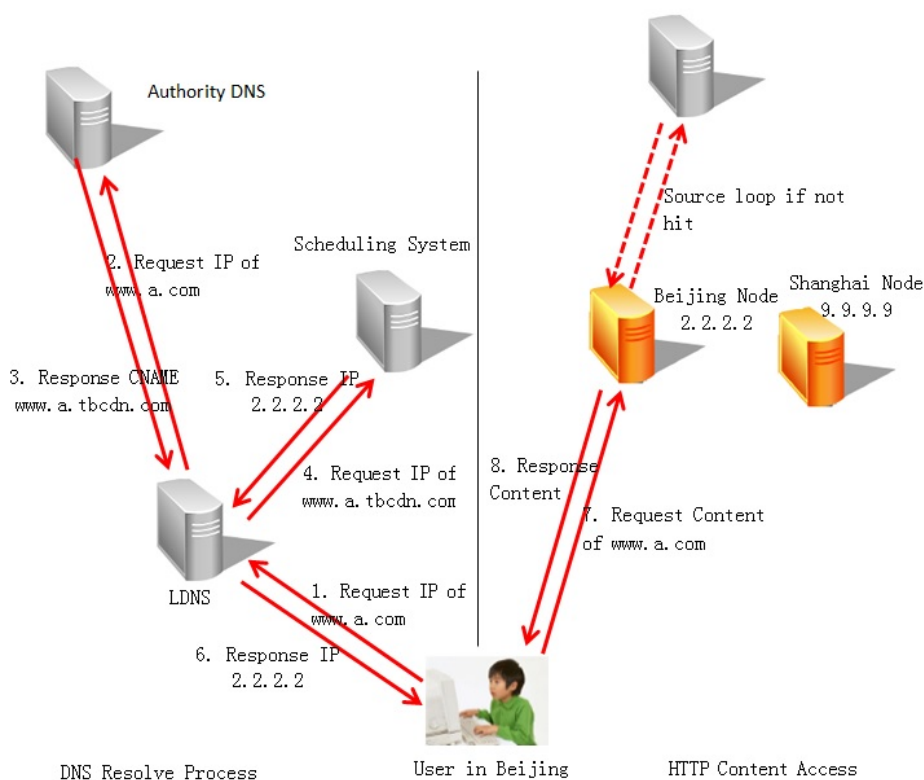 Authority DNS
2. Request IP of
www.a.com
3. Response CNAME
www.a.tbcdn.com
Scheduling System
5. Response IP
2.2.2.2
4. Request IP of
www.a.tbcdn.com
LDNS
1. Request IP of
www.a.com
6. Response IP
2.2.2.2
Source loop if not
hit
Beijing Node
2.2.2.2
Shanghai Node
9.9.9.9
8. Response
Content
7. Request Content
of www.a.com
DNS Resolve Process
User in Beijing
HTTP Content Access